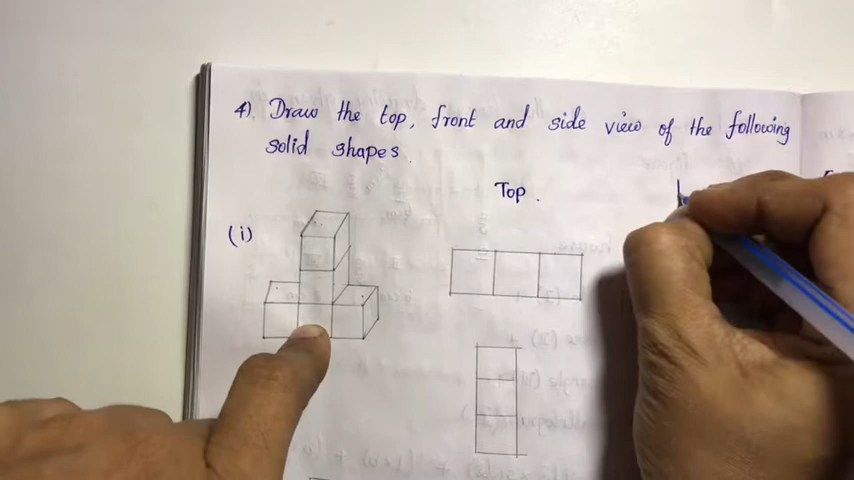 4). Draw the top, front and side view of the following
solid shapes.
Top.
(i)